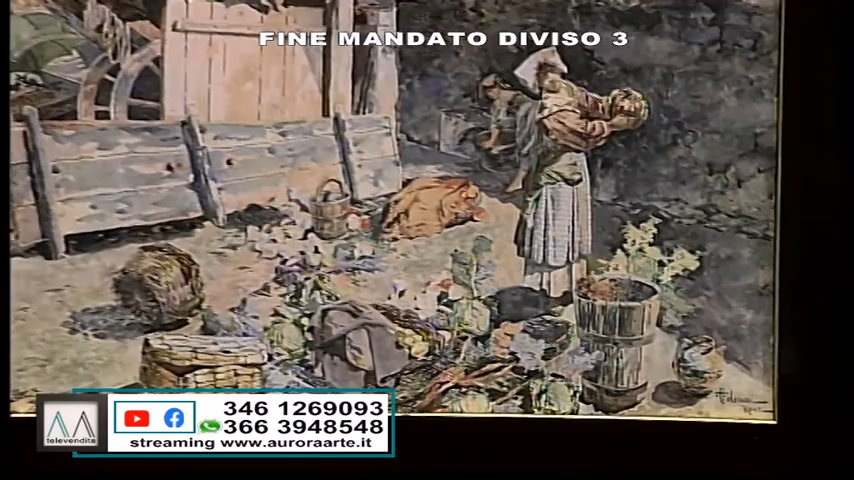 FINE MANDATO, DIVISO 3
346 1269093
366 3948548
streaming www.auroraarte.it
televendita